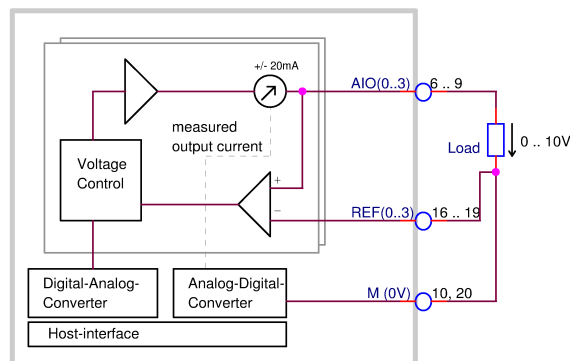 +/- 20mA
AIO(0..3)
6 .. 9
measured
output current
Load
0 .. 10V
Voltage
Control
+
−
REF(0..3)
16 .. 19
Digital-Analog-
Converter
Analog-Digital-
Converter
M (0V)
10, 20
Host-interface